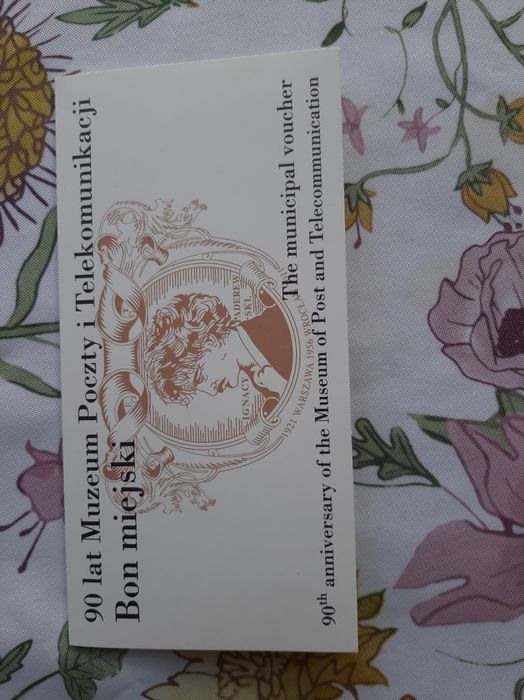 90 lat Muzeum Poczty i Telekomunikacji
Bon miejski
IGNACY PADEREWSKI.
1921 WARSZAWA 1956 WROCŁAW
The municipal voucher
90th anniversary of the Museum of Post and Telecommunication